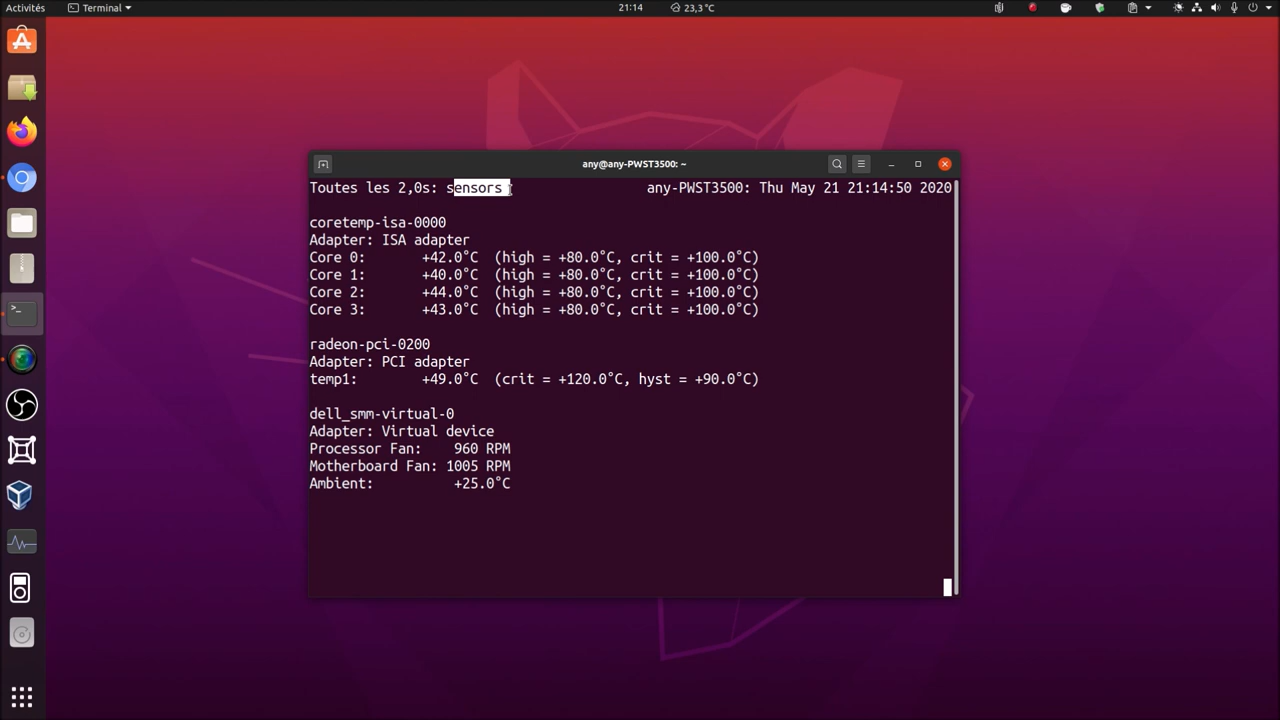 Activités Terminal 21:14 23,3 °C
any@any-PWST3500: ~
Toutes les 2,0s: sensors any-PWST3500: Thu May 21 21:14:50 2020
coretemp-isa-0000
Adapter: ISA adapter
Core 0: +42.0°C (high = +80.0°C, crit = +100.0°C)
Core 1: +40.0°C (high = +80.0°C, crit = +100.0°C)
Core 2: +44.0°C (high = +80.0°C, crit = +100.0°C)
Core 3: +43.0°C (high = +80.0°C, crit = +100.0°C)
radeon-pci-0200
Adapter: PCI adapter
temp1: +49.0°C (crit = +120.0°C, hyst = +90.0°C)
dell_smm-virtual-0
Adapter: Virtual device
Processor Fan: 960 RPM
Motherboard Fan: 1005 RPM
Ambient: +25.0°C